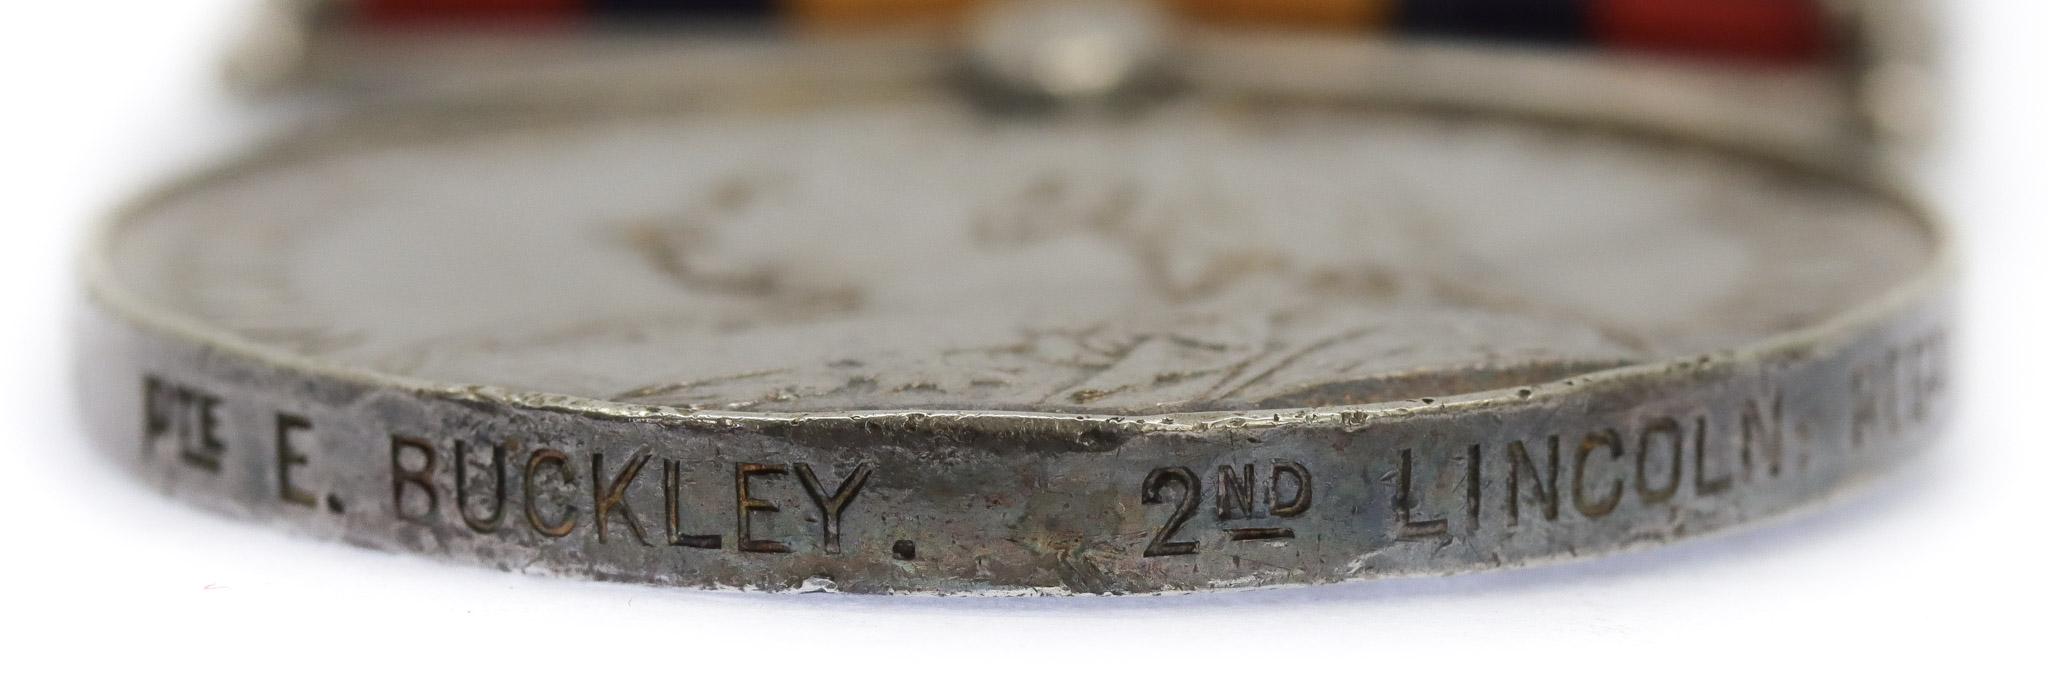 PTE E. BUCKLEY. 2ND LINCOLN: